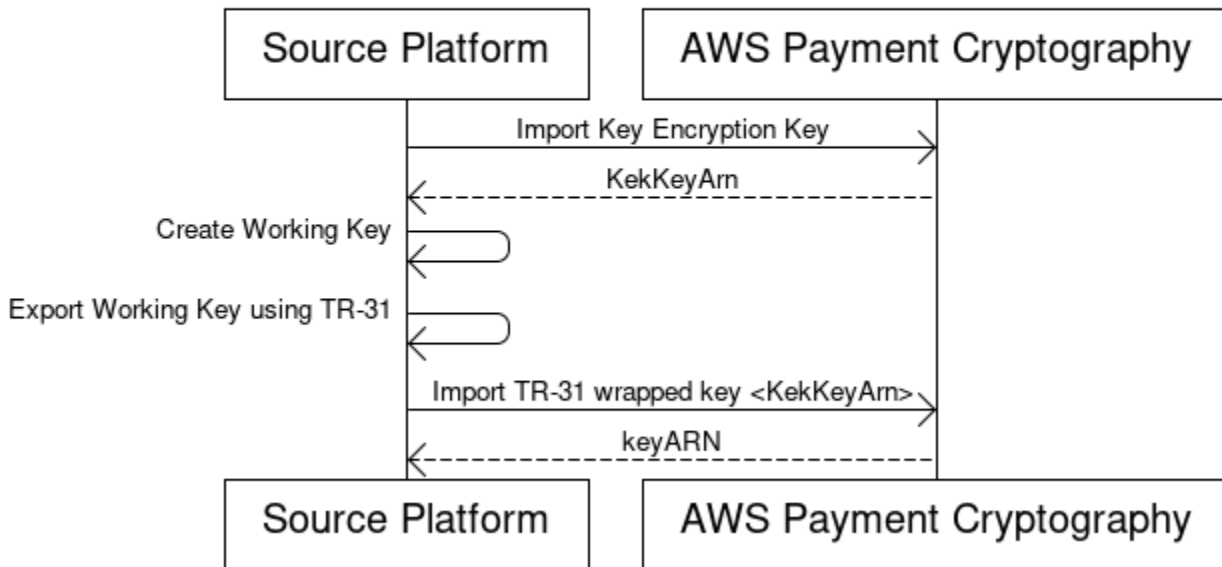 Source Platform
AWS Payment Cryptography
Import Key Encryption Key
KekKeyArn
Create Working Key
Export Working Key using TR-31
Import TR-31 wrapped key <KekKeyArn>
keyARN
Source Platform
AWS Payment Cryptography